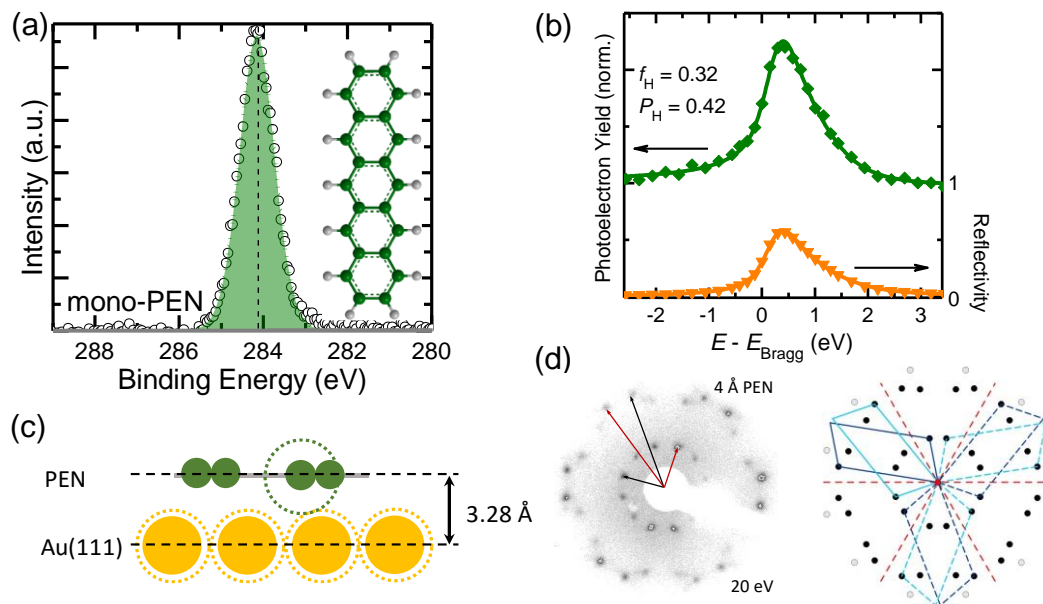 (a)
Intensity (a.u.)
mono-PEN
288 286 284 282 280
Binding Energy (eV)
(b)
Photoelectron Yield (norm.)
f_H = 0.32
P_H = 0.42
1
0
Reflectivity
-2 -1 0 1 2 3
E - E_Bragg (eV)
(c)
PEN
3.28 Å
Au(111)
(d)
4 Å PEN
20 eV